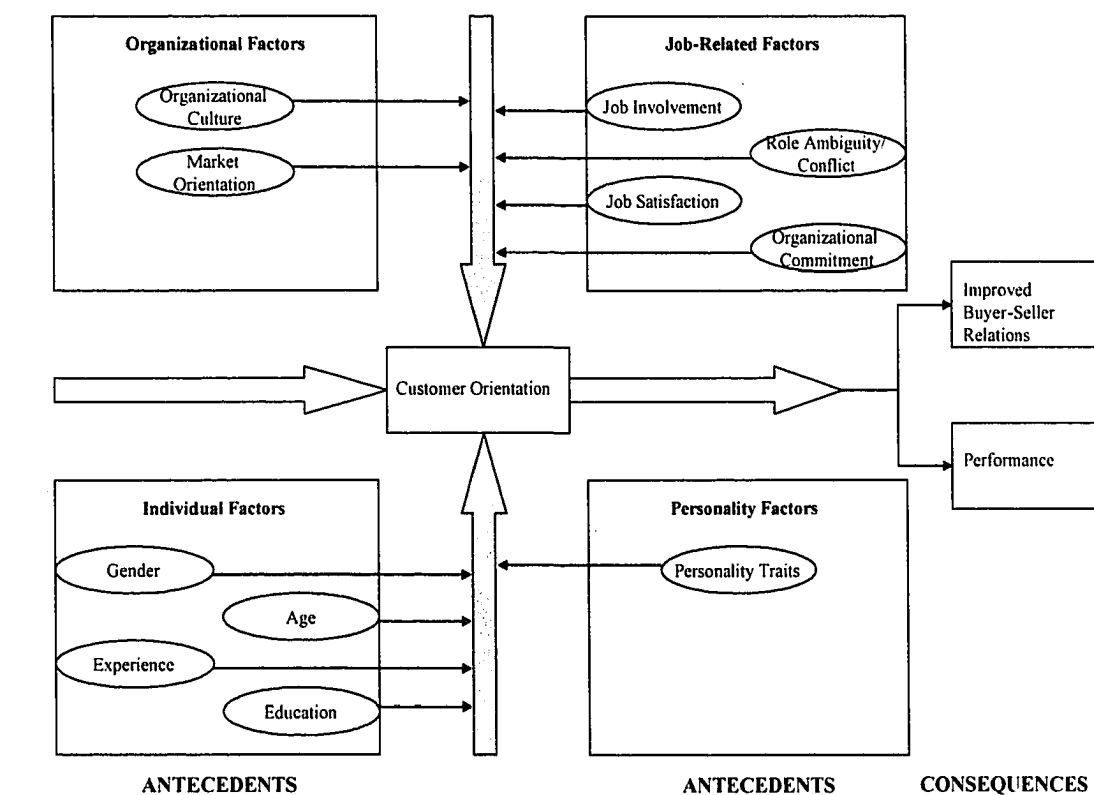 Organizational Factors
Organizational
Culture
Market
Orientation
Job-Related Factors
Job Involvement
Role Ambiguity/
Conflict
Job Satisfaction
Organizational
Commitment
Improved
Buyer-Seller
Relations
Customer Orientation
Performance
Individual Factors
Gender
Age
Experience
Education
Personality Factors
Personality Traits
ANTECEDENTS
ANTECEDENTS
CONSEQUENCES